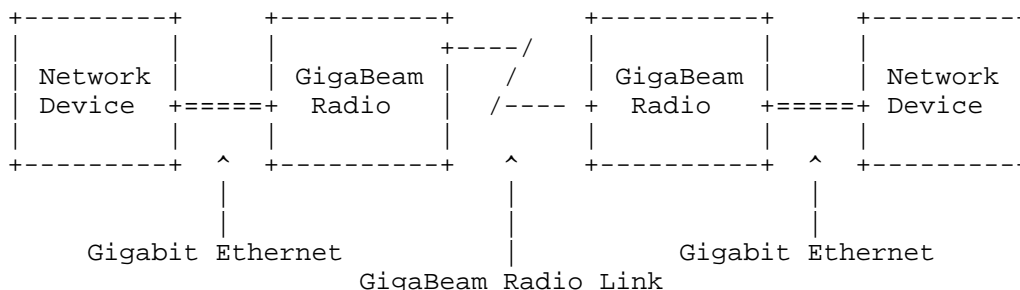 Network GigaBeam GigaBeam Network
Device Radio Radio Device
Gigabit Ethernet Gigabit Ethernet
GigaBeam Radio Link